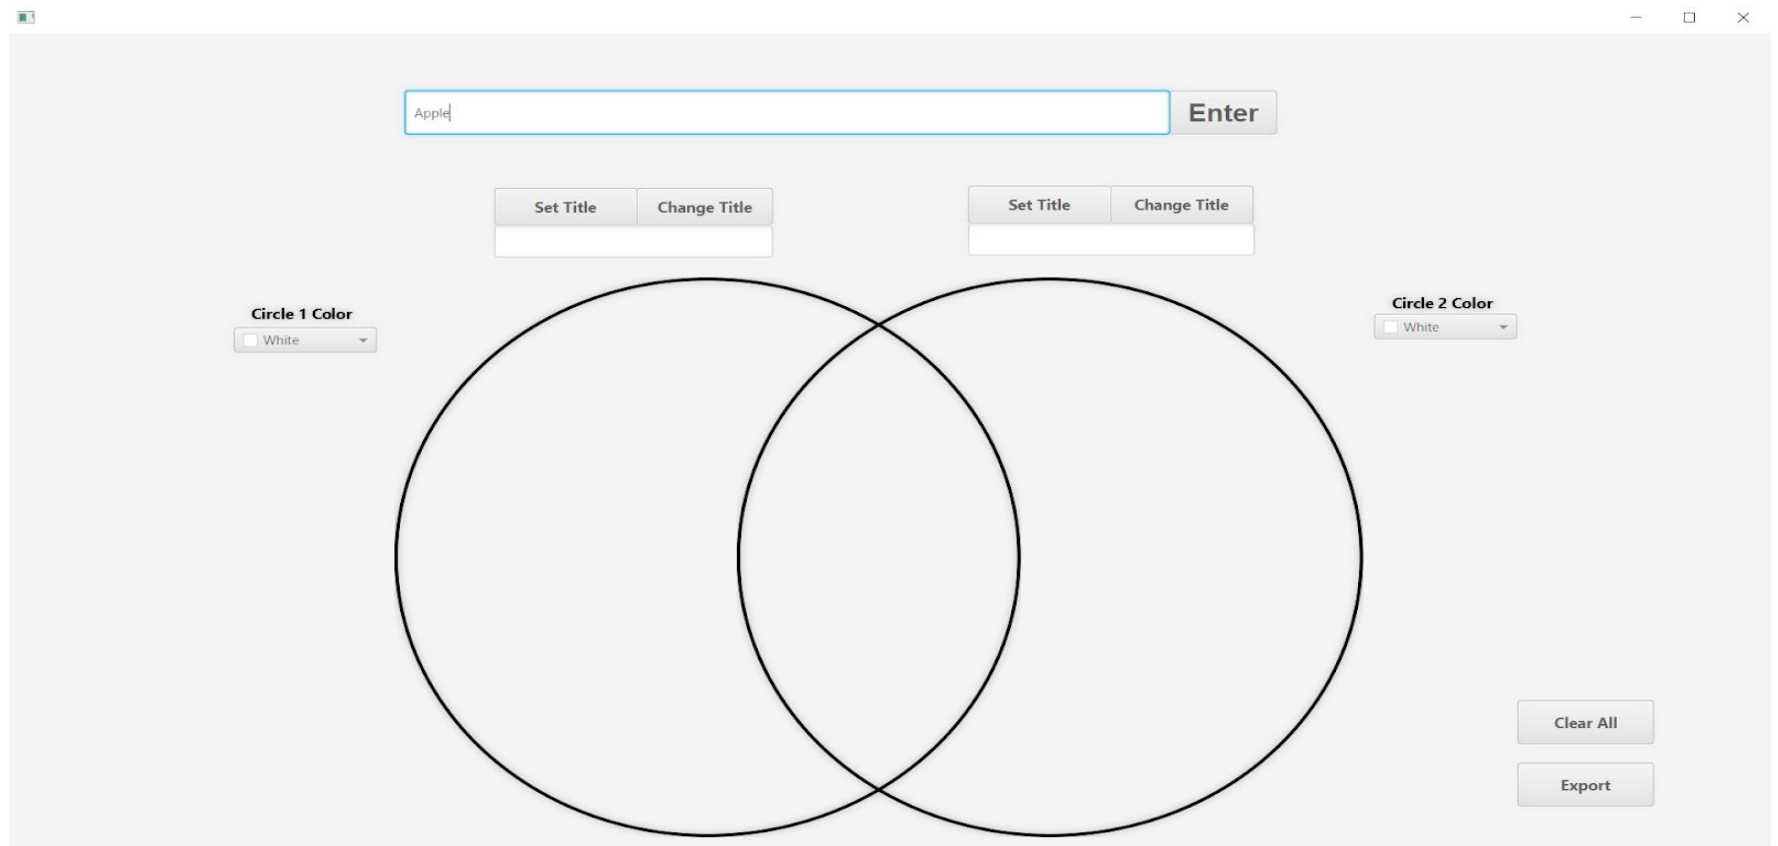 Apple
Enter
Set Title
Change Title
Set Title
Change Title
Circle 1 Color
White
Circle 2 Color
White
Clear All
Export